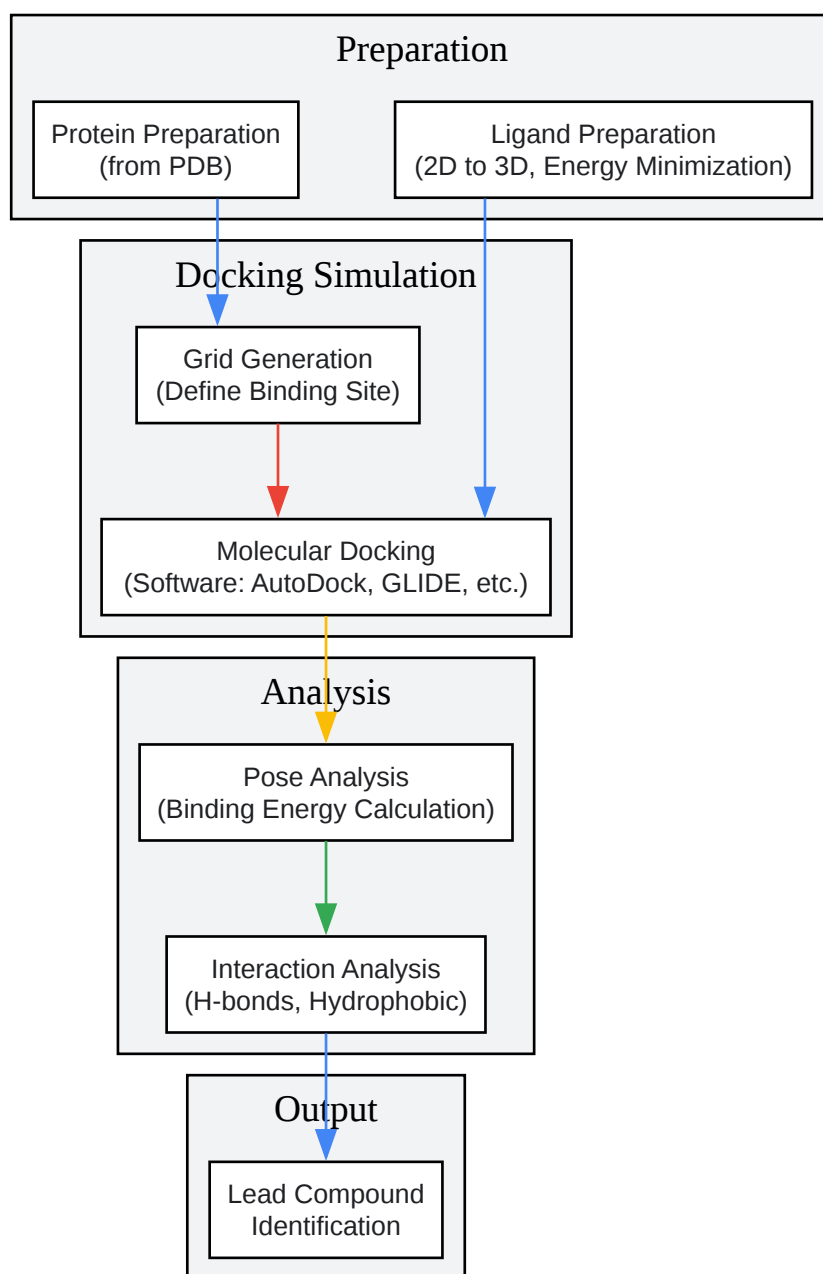 Preparation
Protein Preparation
(from PDB)
Ligand Preparation
(2D to 3D, Energy Minimization)
Docking Simulation
Grid Generation
(Define Binding Site)
Molecular Docking
(Software: AutoDock, GLIDE, etc.)
Analysis
Pose Analysis
(Binding Energy Calculation)
Interaction Analysis
(H-bonds, Hydrophobic)
Output
Lead Compound
Identification